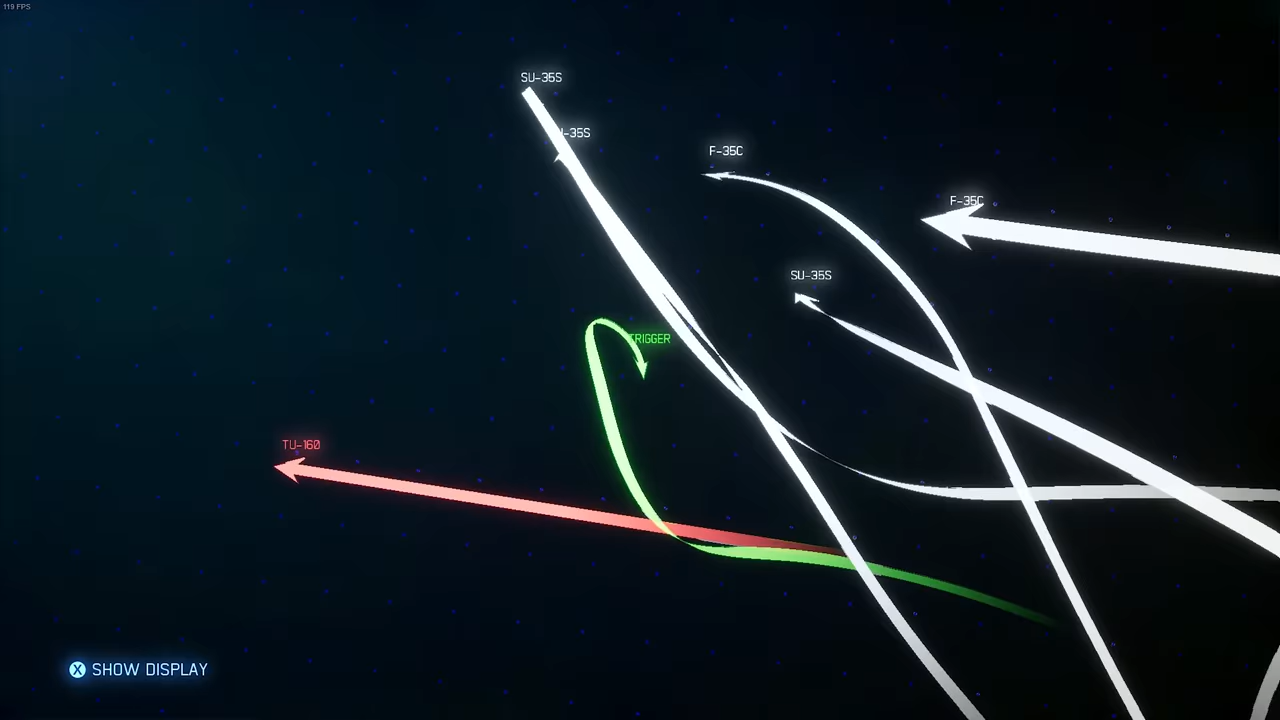 119 FPS
SU-35S
-35S
F-35C
F-35C
SU-35S
TRIGGER
TU-160
X SHOW DISPLAY